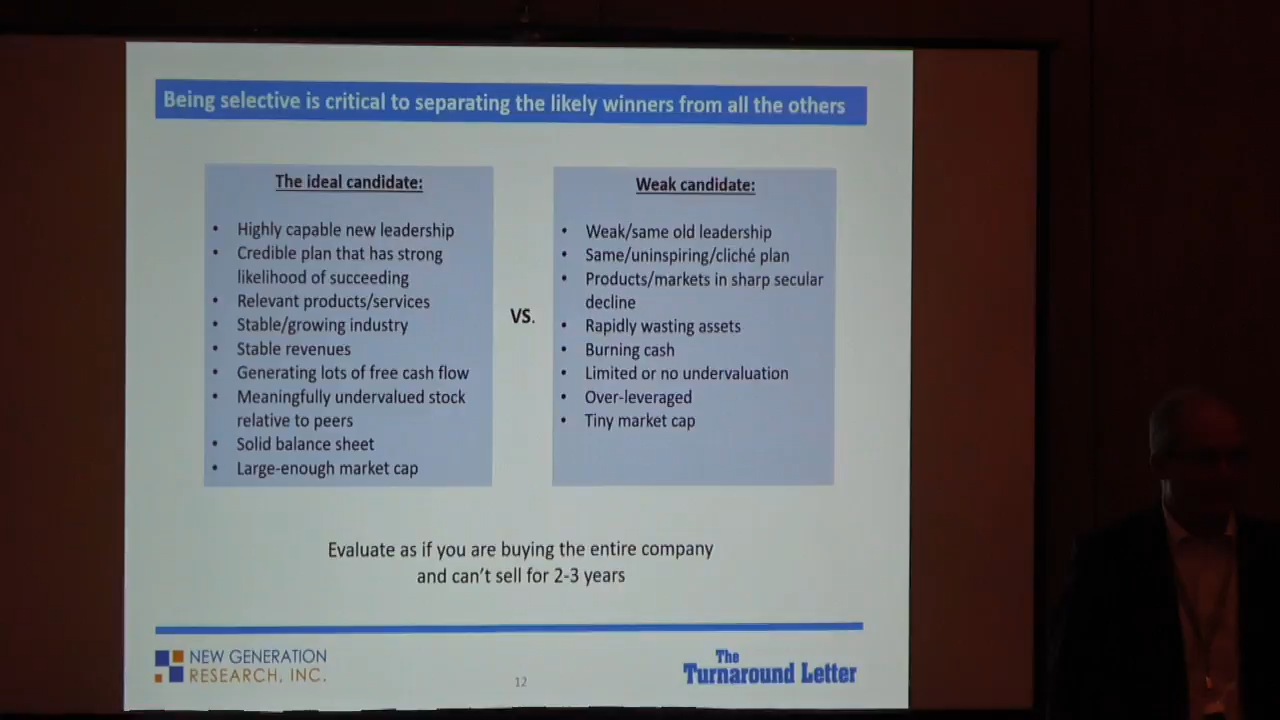 Being selective is critical to separating the likely winners from all the others
The ideal candidate:
• Highly capable new leadership
• Credible plan that has strong
likelihood of succeeding
• Relevant products/services
• Stable/growing industry
• Stable revenues
• Generating lots of free cash flow
• Meaningfully undervalued stock
relative to peers
• Solid balance sheet
• Large-enough market cap
VS.
Weak candidate:
• Weak/same old leadership
• Same/uninspiring/cliché plan
• Products/markets in sharp secular
decline
• Rapidly wasting assets
• Burning cash
• Limited or no undervaluation
• Over-leveraged
• Tiny market cap
Evaluate as if you are buying the entire company
and can't sell for 2-3 years
NEW GENERATION
RESEARCH, INC.
12
The
Turnaround Letter